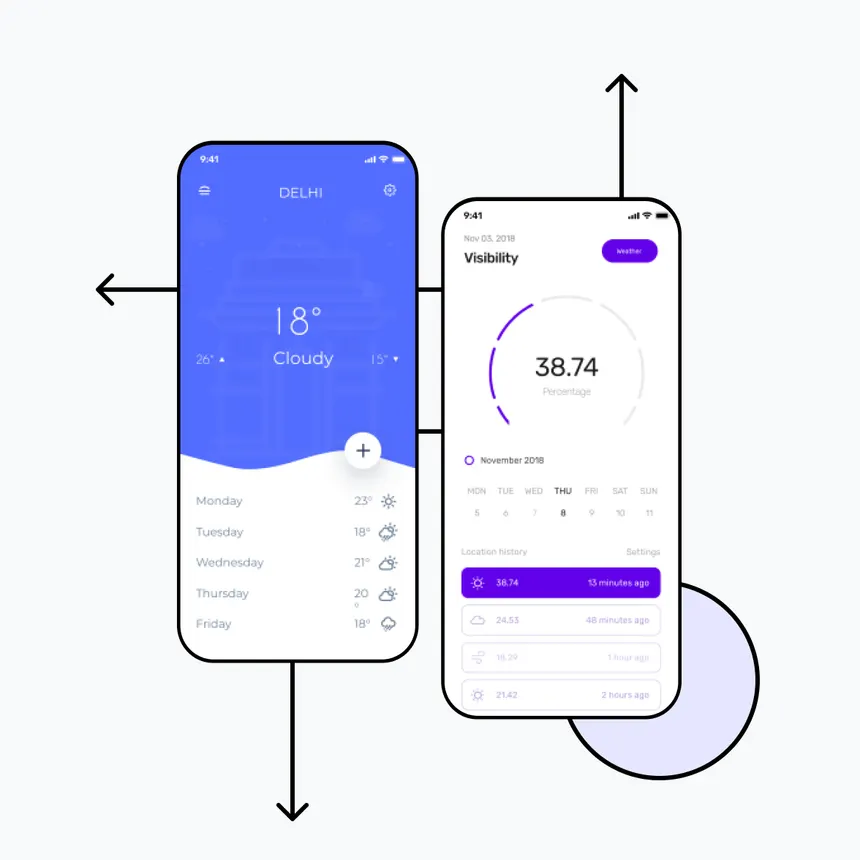 9:41
DELHI
18°
26° ▲ Cloudy 15° ▼
+
Monday 23°
Tuesday 18°
Wednesday 21°
Thursday 20
°
Friday 18°
9:41
Nov 03, 2018
Visibility
Weather
38.74
Percentage
November 2018
MON TUE WED THU FRI SAT SUN
5 6 7 8 9 10 11
Location history Settings
38.74 13 minutes ago
24.53 48 minutes ago
18.29 1 hour ago
21.42 2 hours ago